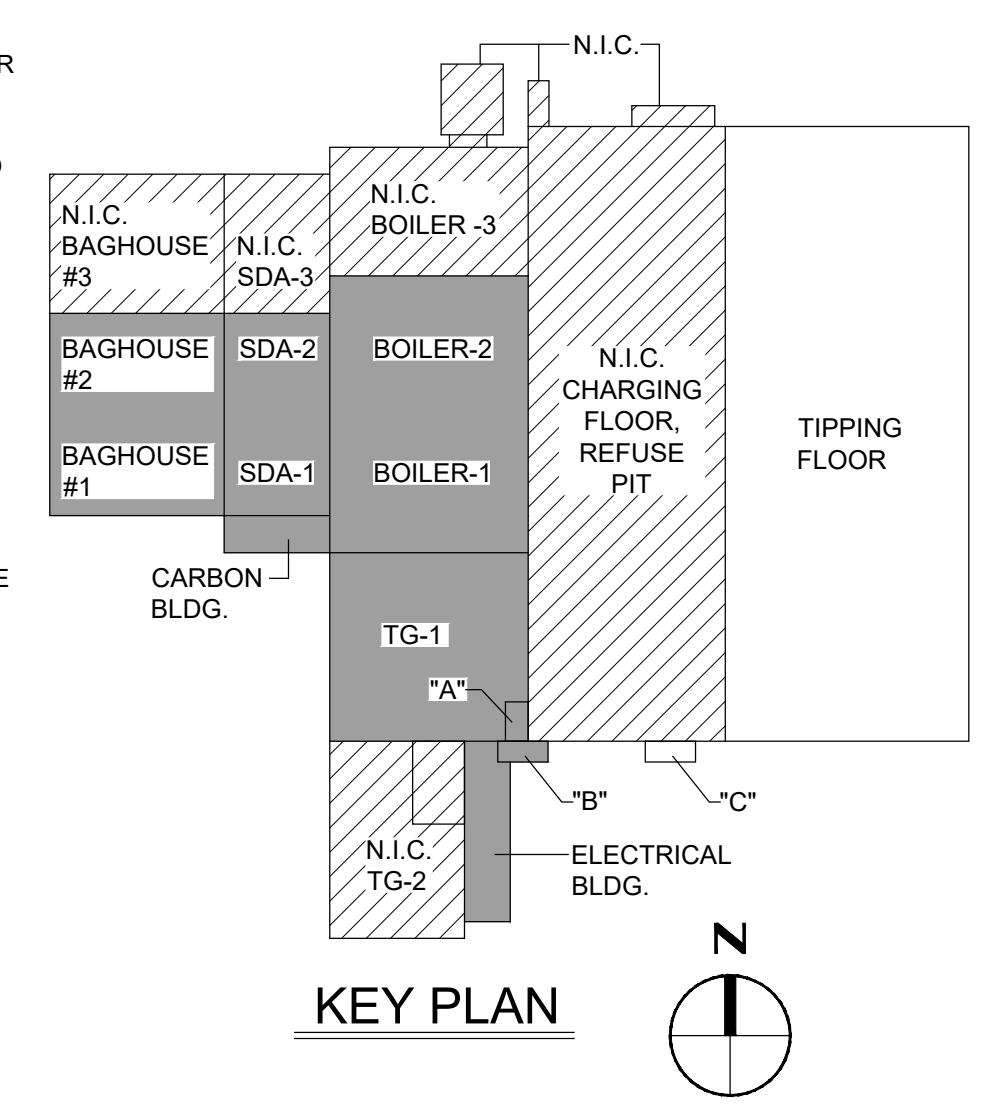 R
N.I.C.
)
N.I.C.
BOILER -3
N.I.C.
BAGHOUSE
#3
N.I.C.
SDA-3
BAGHOUSE
#2
SDA-2
BOILER-2
N.I.C.
CHARGING
FLOOR,
REFUSE
PIT
TIPPING
FLOOR
BAGHOUSE
#1
SDA-1
BOILER-1
E
CARBON
BLDG.
TG-1
"A"
"B"
"C"
N.I.C.
TG-2
ELECTRICAL
BLDG.
N
KEY PLAN